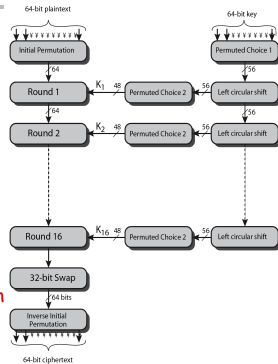 64-bit plaintext 64-bit key
Initial Permutation Permuted Choice 1
64 56
Round 1 K1 48 Permuted Choice 2 56 Left circular shift
64 56
Round 2 K2 48 Permuted Choice 2 56 Left circular shift
Round 16 K16 48 Permuted Choice 2 56 Left circular shift
32-bit Swap
n
64 bits
Inverse Initial
Permutation
64-bit ciphertext